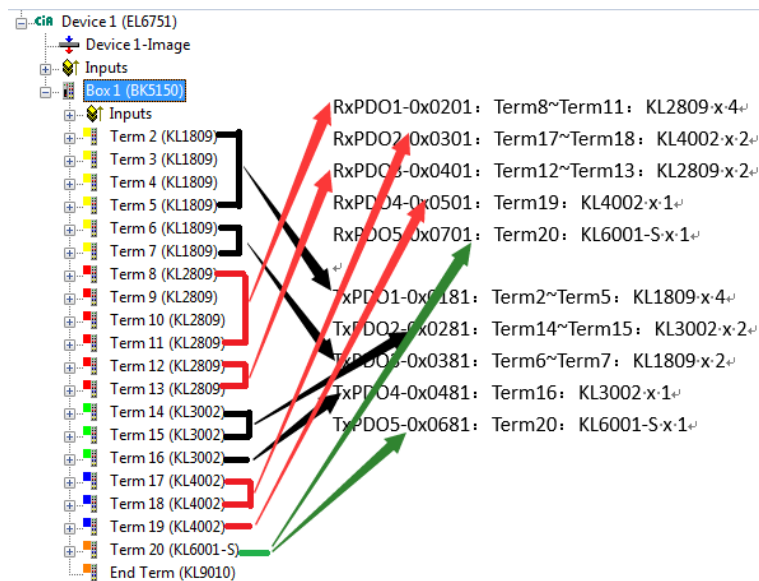 CiA Device 1 (EL6751)
Device 1-Image
Inputs
Box 1 (BK5150)
Inputs
Term 2 (KL1809)
Term 3 (KL1809)
Term 4 (KL1809)
Term 5 (KL1809)
Term 6 (KL1809)
Term 7 (KL1809)
Term 8 (KL2809)
Term 9 (KL2809)
Term 10 (KL2809)
Term 11 (KL2809)
Term 12 (KL2809)
Term 13 (KL2809)
Term 14 (KL3002)
Term 15 (KL3002)
Term 16 (KL3002)
Term 17 (KL4002)
Term 18 (KL4002)
Term 19 (KL4002)
Term 20 (KL6001-S)
End Term (KL9010)
RxPDO1-0x0201：Term8~Term11：KL2809·x·4↵
RxPDO2-0x0301：Term17~Term18：KL4002·x·2↵
RxPDO3-0x0401：Term12~Term13：KL2809·x·2↵
RxPDO4-0x0501：Term19：KL4002·x·1↵
RxPDO5-0x0701：Term20：KL6001-S·x·1↵
↵
TxPDO1-0x0181：Term2~Term5：KL1809·x·4↵
TxPDO2-0x0281：Term14~Term15：KL3002·x·2↵
TxPDO3-0x0381：Term6~Term7：KL1809·x·2↵
TxPDO4-0x0481：Term16：KL3002·x·1↵
TxPDO5-0x0681：Term20：KL6001-S·x·1↵